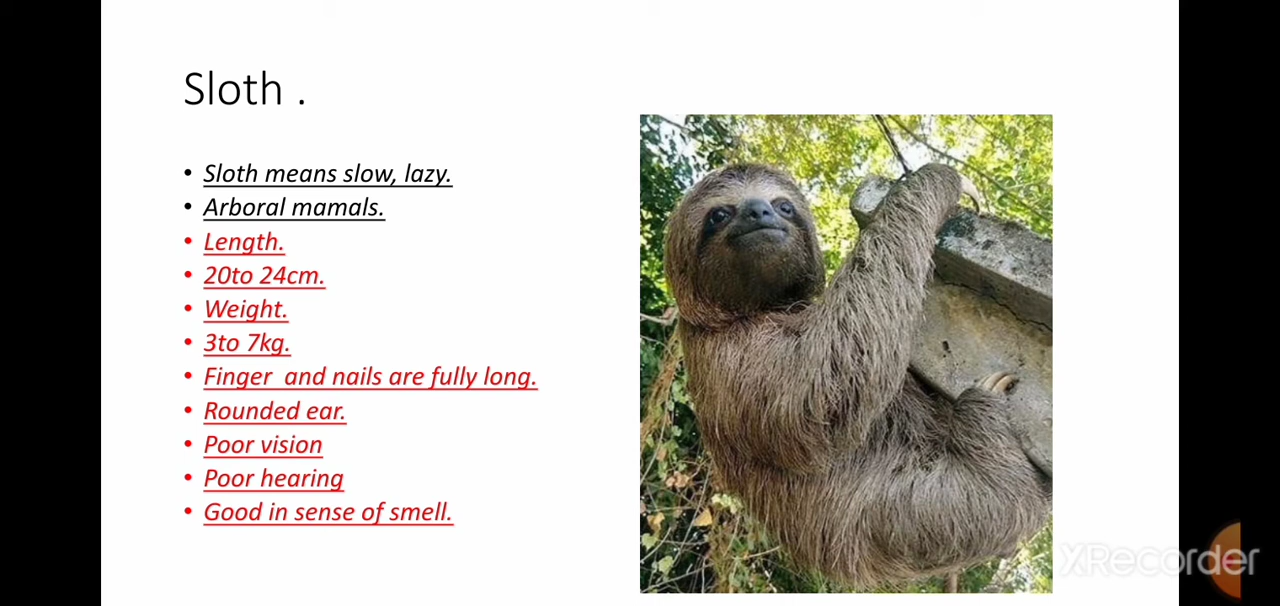 Sloth .
• Sloth means slow, lazy.
• Arboral mamals.
• Length.
• 20to 24cm.
• Weight.
• 3to 7kg.
• Finger  and nails are fully long.
• Rounded ear.
• Poor vision
• Poor hearing
• Good in sense of smell.
XRecorder